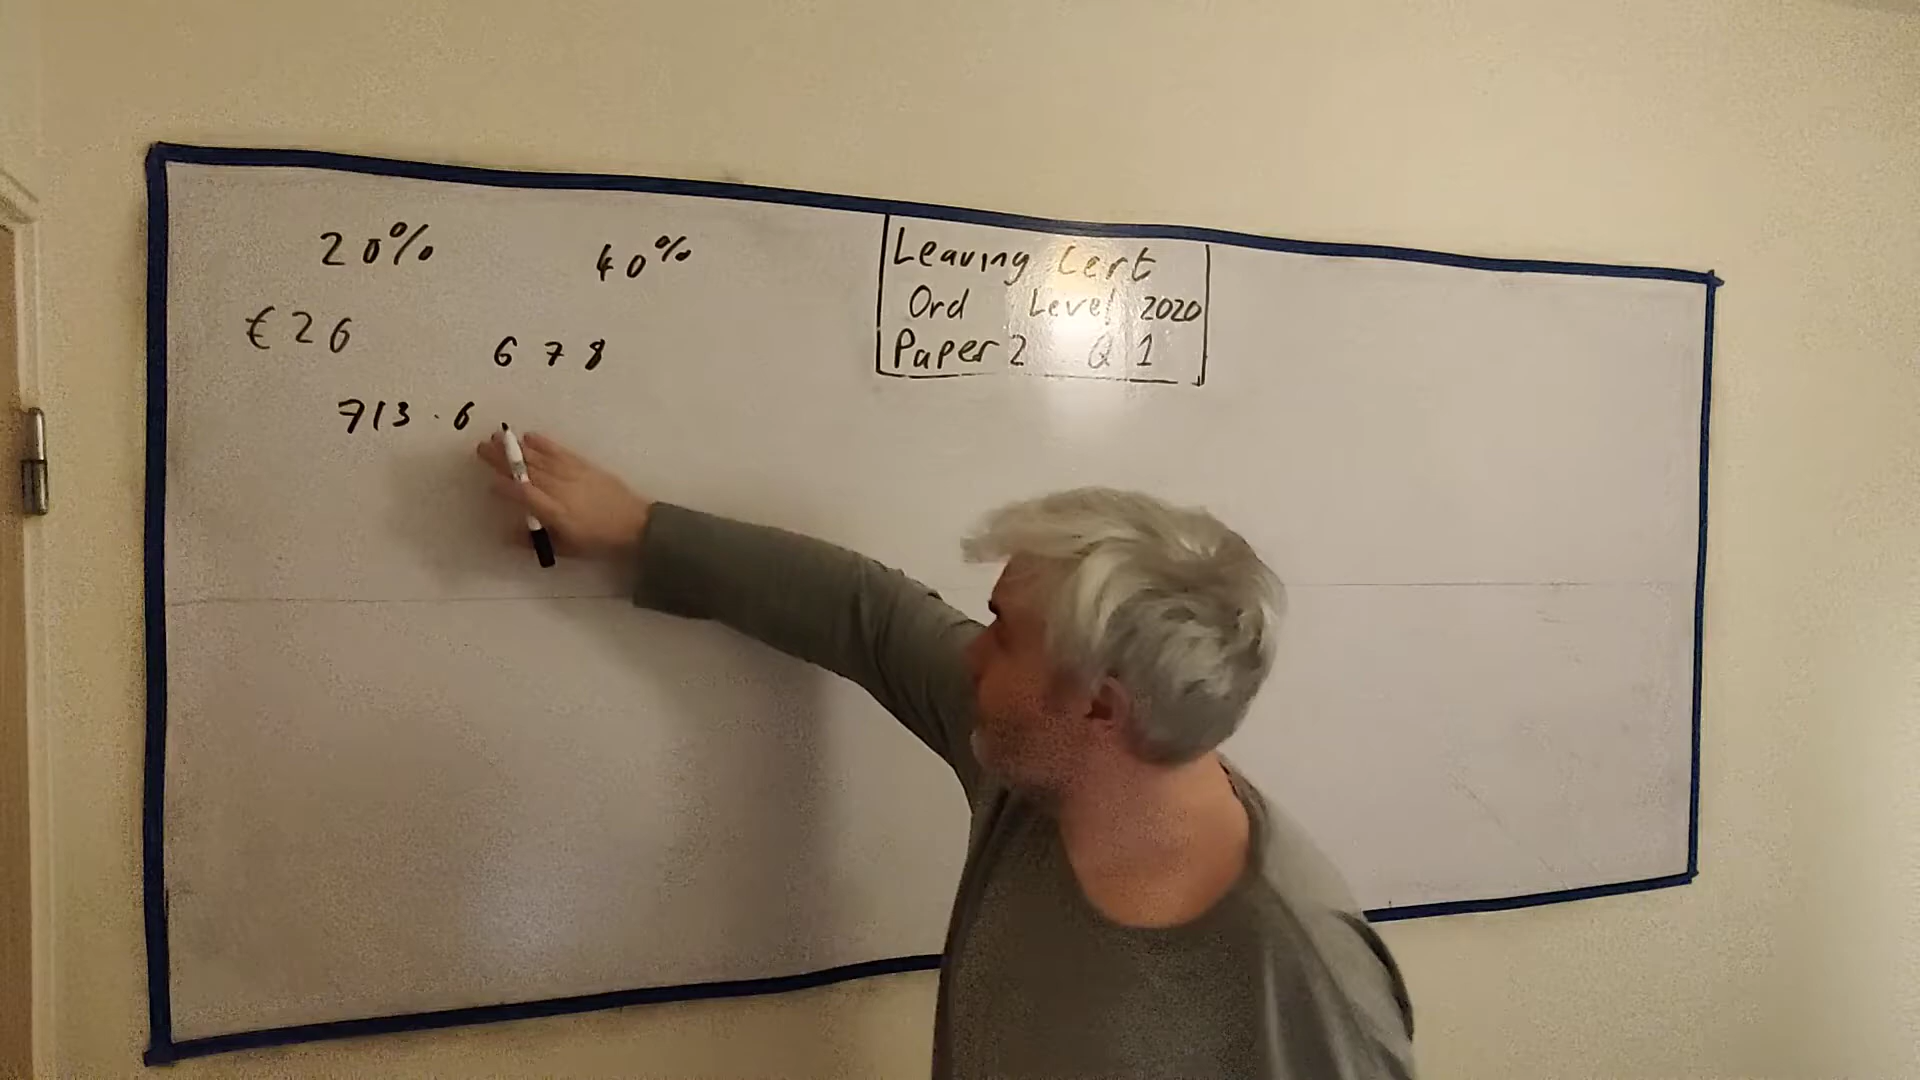 20% 40%
€26
678
713.6
Leaving Cert
Ord Level 2020
Paper 2 Q 1